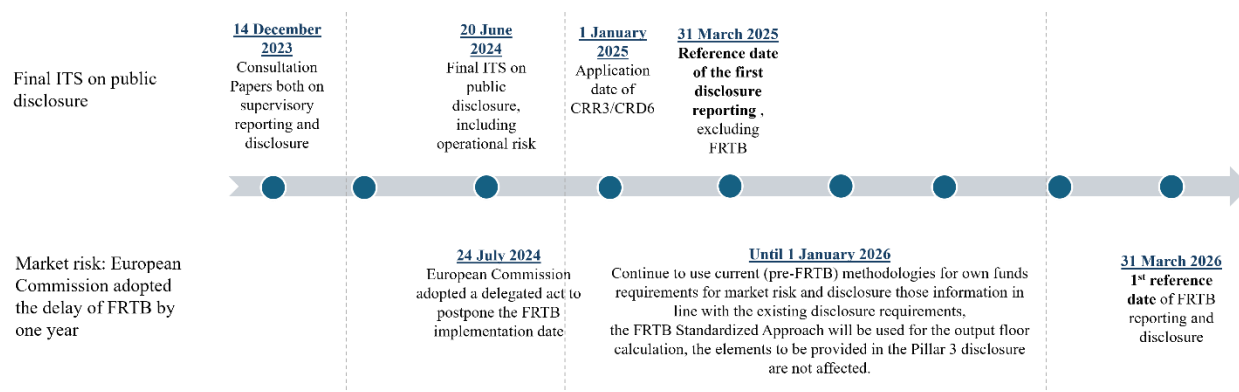 Final ITS on public
disclosure
14 December
2023
Consultation
Papers both on
supervisory
reporting and
disclosure
20 June
2024
Final ITS on
public
disclosure,
including
operational risk
1 January
2025
Application
date of
CRR3/CRD6
31 March 2025
Reference date
of the first
disclosure
reporting ,
excluding
FRTB
Market risk: European
Commission adopted
the delay of FRTB by
one year
24 July 2024
European Commission
adopted a delegated act to
postpone the FRTB
implementation date
Until 1 January 2026
Continue to use current (pre-FRTB) methodologies for own funds
requirements for market risk and disclosure those information in
line with the existing disclosure requirements,
the FRTB Standardized Approach will be used for the output floor
calculation, the elements to be provided in the Pillar 3 disclosure
are not affected.
31 March 2026
1st reference
date of FRTB
reporting and
disclosure